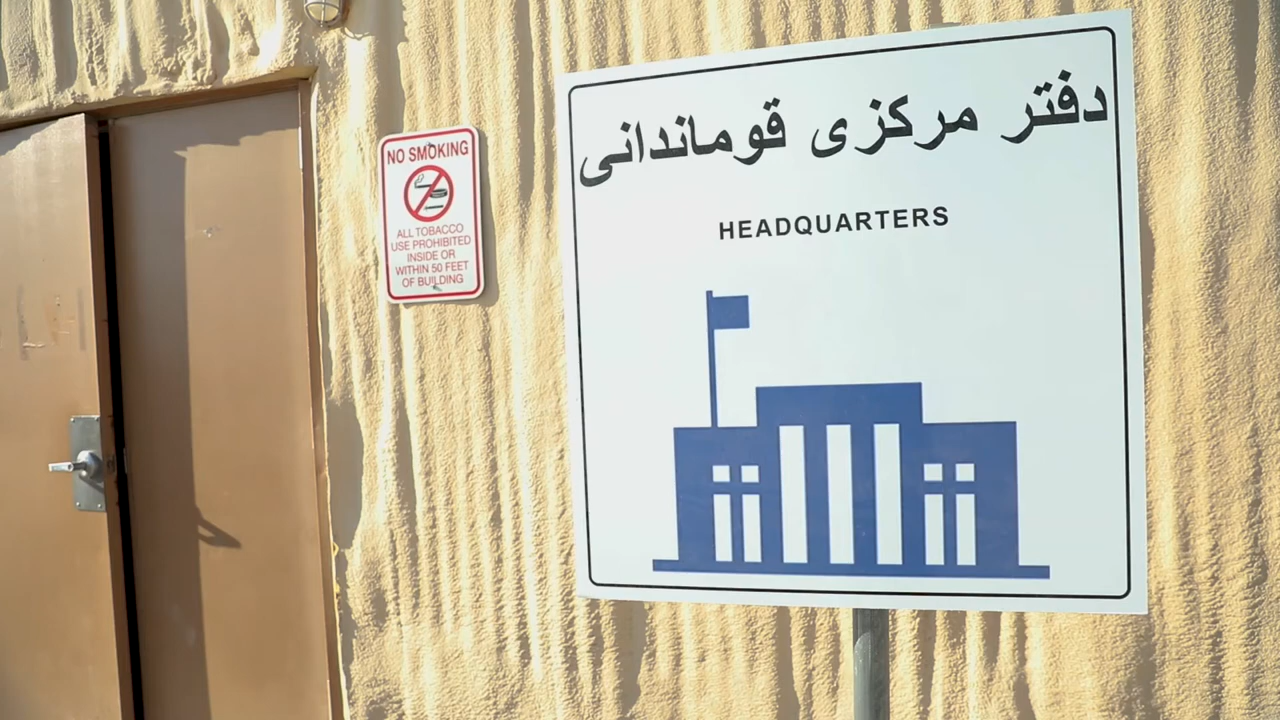 NO SMOKING
ALL TOBACCO
USE PROHIBITED
INSIDE OR
WITHIN 50 FEET
OF BUILDING
دفتر مرکزی قوماندانی
HEADQUARTERS